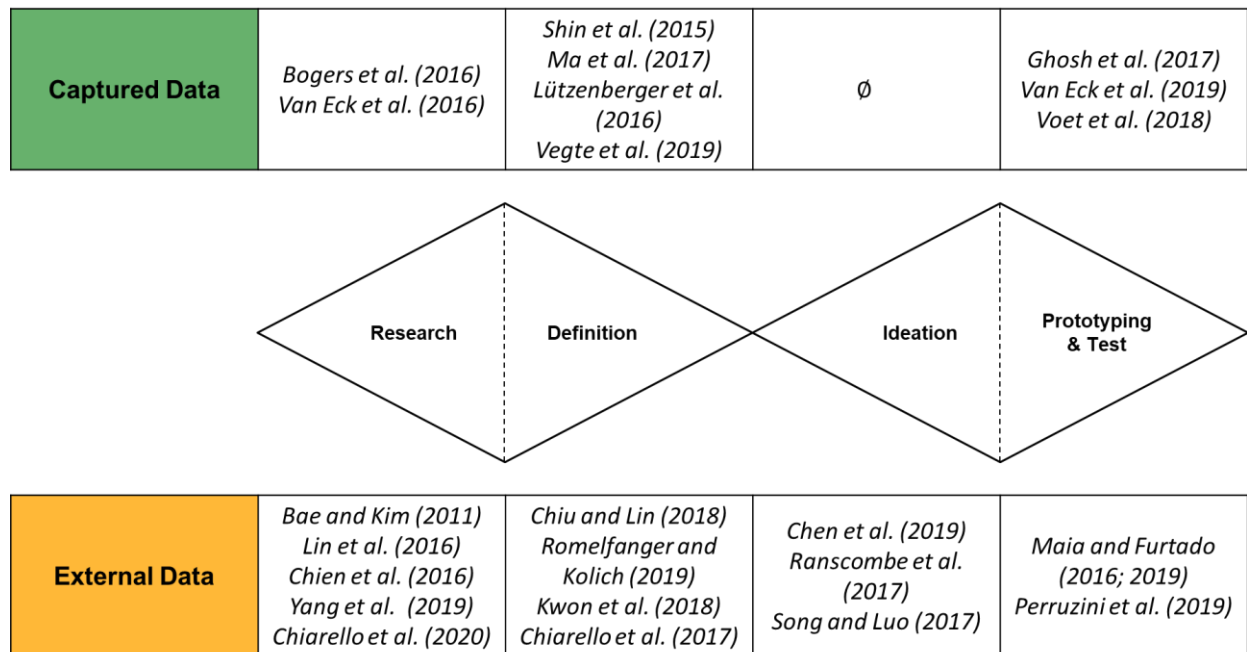 Captured Data
Bogers et al. (2016)
Van Eck et al. (2016)
Shin et al. (2015)
Ma et al. (2017)
Lützenberger et al.
(2016)
Vegte et al. (2019)
Ø
Ghosh et al. (2017)
Van Eck et al. (2019)
Voet et al. (2018)
Research
Definition
Ideation
Prototyping
& Test
External Data
Bae and Kim (2011)
Lin et al. (2016)
Chien et al. (2016)
Yang et al. (2019)
Chiarello et al. (2020)
Chiu and Lin (2018)
Romelfanger and
Kolich (2019)
Kwon et al. (2018)
Chiarello et al. (2017)
Chen et al. (2019)
Ranscombe et al.
(2017)
Song and Luo (2017)
Maia and Furtado
(2016; 2019)
Perruzini et al. (2019)